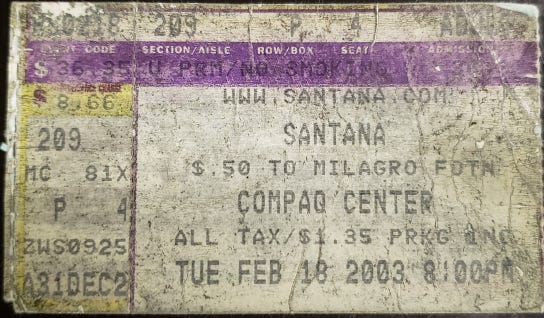 0218 209 P 4
EVENT CODE SECTION/AISLE ROW/BOX SEAT ADMISSION
$ 36.35 U PRM/NO SMOKING
$ 8.66 WWW.SANTANA.COM
SANTANA
209
MC 81X $.50 TO MILAGRO FDTN
P 4 COMPAQ CENTER
ZWS0925 ALL TAX/$1.35 PRKG INC
A31DEC2 TUE FEB 18 2003 8:00PM